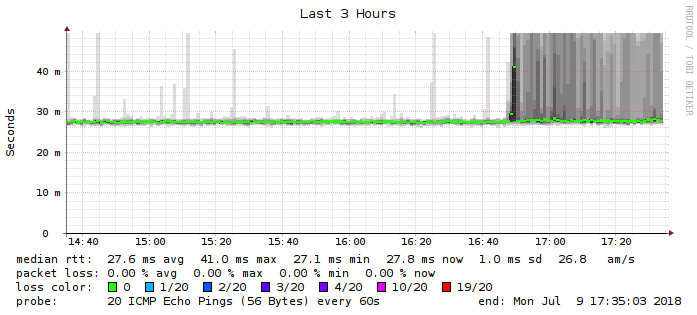 Last 3 Hours
RRDTOOL / TOBI OETIKER
Seconds
40 m
30 m
20 m
10 m
0
14:40 15:00 15:20 15:40 16:00 16:20 16:40 17:00 17:20
median rtt: 27.6 ms avg 41.0 ms max 27.1 ms min 27.8 ms now 1.0 ms sd 26.8 am/s
packet loss: 0.00 % avg 0.00 % max 0.00 % min 0.00 % now
loss color: 0 1/20 2/20 3/20 4/20 10/20 19/20
probe: 20 ICMP Echo Pings (56 Bytes) every 60s end: Mon Jul 9 17:35:03 2018